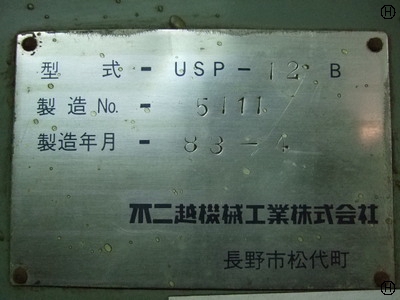 型 式 - USP-12 B
製造No. - 5111
製造年月 - 83-4
不二越機械工業株式会社
長野市松代町